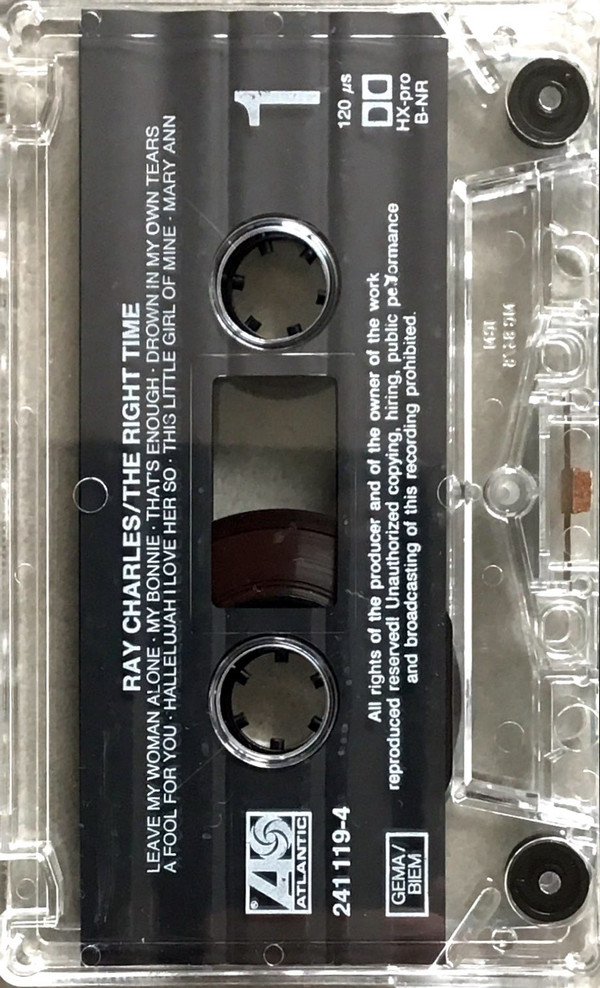 RAY CHARLES/THE RIGHT TIME
LEAVE MY WOMAN ALONE · MY BONNIE · THAT'S ENOUGH · DROWN IN MY OWN TEARS
A FOOL FOR YOU · HALLELUJAH I LOVE HER SO · THIS LITTLE GIRL OF MINE · MARY ANN
1
® ATLANTIC
241 119-4
120 µs
HX-pro
B-NR
GEMA/
BIEM
All rights of the producer and of the owner of the work
reproduced reserved! Unauthorized copying, hiring, public performance
and broadcasting of this recording prohibited.